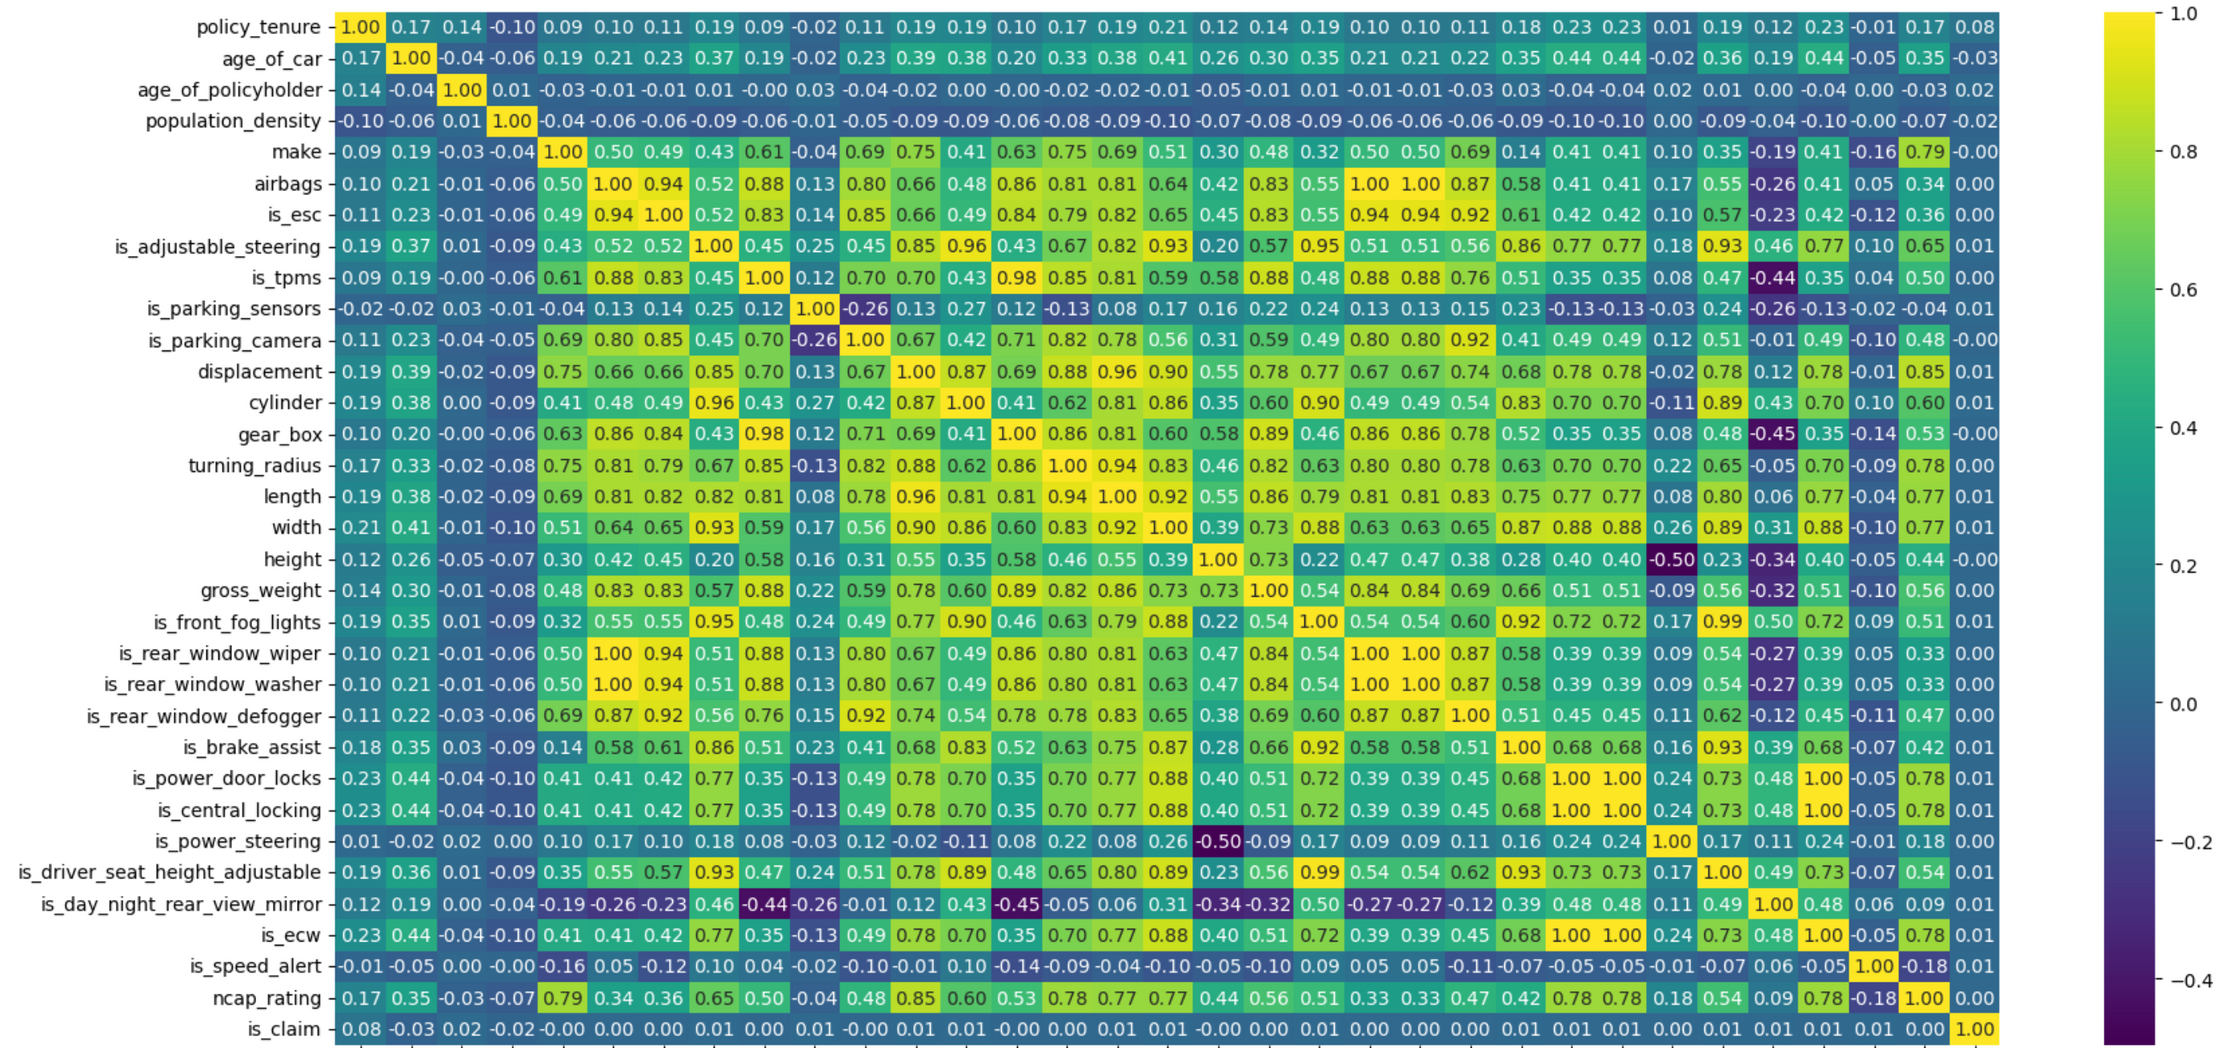 policy_tenure 1.00 0.17 0.14 -0.10 0.09 0.10 0.11 0.19 0.09 -0.02 0.11 0.19 0.19 0.10 0.17 0.19 0.21 0.12 0.14 0.19 0.10 0.10 0.11 0.18 0.23 0.23 0.01 0.19 0.12 0.23 -0.01 0.17 0.08 1.0
age_of_car 0.17 1.00 -0.04 -0.06 0.19 0.21 0.23 0.37 0.19 -0.02 0.23 0.39 0.38 0.20 0.33 0.38 0.41 0.26 0.30 0.35 0.21 0.21 0.22 0.35 0.44 0.44 -0.02 0.36 0.19 0.44 -0.05 0.35 -0.03
age_of_policyholder 0.14 -0.04 1.00 0.01 -0.03 -0.01 -0.01 0.01 -0.00 0.03 -0.04 -0.02 0.00 -0.00 -0.02 -0.02 -0.01 -0.05 -0.01 0.01 -0.01 -0.01 -0.03 0.03 -0.04 -0.04 0.02 0.01 0.00 -0.04 0.00 -0.03 0.02
population_density -0.10 -0.06 0.01 1.00 -0.04 -0.06 -0.06 -0.09 -0.06 -0.01 -0.05 -0.09 -0.09 -0.06 -0.08 -0.09 -0.10 -0.07 -0.08 -0.09 -0.06 -0.06 -0.06 -0.09 -0.10 -0.10 0.00 -0.09 -0.04 -0.10 -0.00 -0.07 -0.02
make 0.09 0.19 -0.03 -0.04 1.00 0.50 0.49 0.43 0.61 -0.04 0.69 0.75 0.41 0.63 0.75 0.69 0.51 0.30 0.48 0.32 0.50 0.50 0.69 0.14 0.41 0.41 0.10 0.35 -0.19 0.41 -0.16 0.79 -0.00 0.8
airbags 0.10 0.21 -0.01 -0.06 0.50 1.00 0.94 0.52 0.88 0.13 0.80 0.66 0.48 0.86 0.81 0.81 0.64 0.42 0.83 0.55 1.00 1.00 0.87 0.58 0.41 0.41 0.17 0.55 -0.26 0.41 0.05 0.34 0.00
is_esc 0.11 0.23 -0.01 -0.06 0.49 0.94 1.00 0.52 0.83 0.14 0.85 0.66 0.49 0.84 0.79 0.82 0.65 0.45 0.83 0.55 0.94 0.94 0.92 0.61 0.42 0.42 0.10 0.57 -0.23 0.42 -0.12 0.36 0.00
is_adjustable_steering 0.19 0.37 0.01 -0.09 0.43 0.52 0.52 1.00 0.45 0.25 0.45 0.85 0.96 0.43 0.67 0.82 0.93 0.20 0.57 0.95 0.51 0.51 0.56 0.86 0.77 0.77 0.18 0.93 0.46 0.77 0.10 0.65 0.01
is_tpms 0.09 0.19 -0.00 -0.06 0.61 0.88 0.83 0.45 1.00 0.12 0.70 0.70 0.43 0.98 0.85 0.81 0.59 0.58 0.88 0.48 0.88 0.88 0.76 0.51 0.35 0.35 0.08 0.47 -0.44 0.35 0.04 0.50 0.00 0.6
is_parking_sensors -0.02 -0.02 0.03 -0.01 -0.04 0.13 0.14 0.25 0.12 1.00 -0.26 0.13 0.27 0.12 -0.13 0.08 0.17 0.16 0.22 0.24 0.13 0.13 0.15 0.23 -0.13 -0.13 -0.03 0.24 -0.26 -0.13 -0.02 -0.04 0.01
is_parking_camera 0.11 0.23 -0.04 -0.05 0.69 0.80 0.85 0.45 0.70 -0.26 1.00 0.67 0.42 0.71 0.82 0.78 0.56 0.31 0.59 0.49 0.80 0.80 0.92 0.41 0.49 0.49 0.12 0.51 -0.01 0.49 -0.10 0.48 -0.00
displacement 0.19 0.39 -0.02 -0.09 0.75 0.66 0.66 0.85 0.70 0.13 0.67 1.00 0.87 0.69 0.88 0.96 0.90 0.55 0.78 0.77 0.67 0.67 0.74 0.68 0.78 0.78 -0.02 0.78 0.12 0.78 -0.01 0.85 0.01
cylinder 0.19 0.38 0.00 -0.09 0.41 0.48 0.49 0.96 0.43 0.27 0.42 0.87 1.00 0.41 0.62 0.81 0.86 0.35 0.60 0.90 0.49 0.49 0.54 0.83 0.70 0.70 -0.11 0.89 0.43 0.70 0.10 0.60 0.01
gear_box 0.10 0.20 -0.00 -0.06 0.63 0.86 0.84 0.43 0.98 0.12 0.71 0.69 0.41 1.00 0.86 0.81 0.60 0.58 0.89 0.46 0.86 0.86 0.78 0.52 0.35 0.35 0.08 0.48 -0.45 0.35 -0.14 0.53 -0.00 0.4
turning_radius 0.17 0.33 -0.02 -0.08 0.75 0.81 0.79 0.67 0.85 -0.13 0.82 0.88 0.62 0.86 1.00 0.94 0.83 0.46 0.82 0.63 0.80 0.80 0.78 0.63 0.70 0.70 0.22 0.65 -0.05 0.70 -0.09 0.78 0.00
length 0.19 0.38 -0.02 -0.09 0.69 0.81 0.82 0.82 0.81 0.08 0.78 0.96 0.81 0.81 0.94 1.00 0.92 0.55 0.86 0.79 0.81 0.81 0.83 0.75 0.77 0.77 0.08 0.80 0.06 0.77 -0.04 0.77 0.01
width 0.21 0.41 -0.01 -0.10 0.51 0.64 0.65 0.93 0.59 0.17 0.56 0.90 0.86 0.60 0.83 0.92 1.00 0.39 0.73 0.88 0.63 0.63 0.65 0.87 0.88 0.88 0.26 0.89 0.31 0.88 -0.10 0.77 0.01
height 0.12 0.26 -0.05 -0.07 0.30 0.42 0.45 0.20 0.58 0.16 0.31 0.55 0.35 0.58 0.46 0.55 0.39 1.00 0.73 0.22 0.47 0.47 0.38 0.28 0.40 0.40 -0.50 0.23 -0.34 0.40 -0.05 0.44 -0.00 0.2
gross_weight 0.14 0.30 -0.01 -0.08 0.48 0.83 0.83 0.57 0.88 0.22 0.59 0.78 0.60 0.89 0.82 0.86 0.73 0.73 1.00 0.54 0.84 0.84 0.69 0.66 0.51 0.51 -0.09 0.56 -0.32 0.51 -0.10 0.56 0.00
is_front_fog_lights 0.19 0.35 0.01 -0.09 0.32 0.55 0.55 0.95 0.48 0.24 0.49 0.77 0.90 0.46 0.63 0.79 0.88 0.22 0.54 1.00 0.54 0.54 0.60 0.92 0.72 0.72 0.17 0.99 0.50 0.72 0.09 0.51 0.01
is_rear_window_wiper 0.10 0.21 -0.01 -0.06 0.50 1.00 0.94 0.51 0.88 0.13 0.80 0.67 0.49 0.86 0.80 0.81 0.63 0.47 0.84 0.54 1.00 1.00 0.87 0.58 0.39 0.39 0.09 0.54 -0.27 0.39 0.05 0.33 0.00
is_rear_window_washer 0.10 0.21 -0.01 -0.06 0.50 1.00 0.94 0.51 0.88 0.13 0.80 0.67 0.49 0.86 0.80 0.81 0.63 0.47 0.84 0.54 1.00 1.00 0.87 0.58 0.39 0.39 0.09 0.54 -0.27 0.39 0.05 0.33 0.00
is_rear_window_defogger 0.11 0.22 -0.03 -0.06 0.69 0.87 0.92 0.56 0.76 0.15 0.92 0.74 0.54 0.78 0.78 0.83 0.65 0.38 0.69 0.60 0.87 0.87 1.00 0.51 0.45 0.45 0.11 0.62 -0.12 0.45 -0.11 0.47 0.00 0.0
is_brake_assist 0.18 0.35 0.03 -0.09 0.14 0.58 0.61 0.86 0.51 0.23 0.41 0.68 0.83 0.52 0.63 0.75 0.87 0.28 0.66 0.92 0.58 0.58 0.51 1.00 0.68 0.68 0.16 0.93 0.39 0.68 -0.07 0.42 0.01
is_power_door_locks 0.23 0.44 -0.04 -0.10 0.41 0.41 0.42 0.77 0.35 -0.13 0.49 0.78 0.70 0.35 0.70 0.77 0.88 0.40 0.51 0.72 0.39 0.39 0.45 0.68 1.00 1.00 0.24 0.73 0.48 1.00 -0.05 0.78 0.01
is_central_locking 0.23 0.44 -0.04 -0.10 0.41 0.41 0.42 0.77 0.35 -0.13 0.49 0.78 0.70 0.35 0.70 0.77 0.88 0.40 0.51 0.72 0.39 0.39 0.45 0.68 1.00 1.00 0.24 0.73 0.48 1.00 -0.05 0.78 0.01
is_power_steering 0.01 -0.02 0.02 0.00 0.10 0.17 0.10 0.18 0.08 -0.03 0.12 -0.02 -0.11 0.08 0.22 0.08 0.26 -0.50 -0.09 0.17 0.09 0.09 0.11 0.16 0.24 0.24 1.00 0.17 0.11 0.24 -0.01 0.18 0.00 −0.2
is_driver_seat_height_adjustable 0.19 0.36 0.01 -0.09 0.35 0.55 0.57 0.93 0.47 0.24 0.51 0.78 0.89 0.48 0.65 0.80 0.89 0.23 0.56 0.99 0.54 0.54 0.62 0.93 0.73 0.73 0.17 1.00 0.49 0.73 -0.07 0.54 0.01
is_day_night_rear_view_mirror 0.12 0.19 0.00 -0.04 -0.19 -0.26 -0.23 0.46 -0.44 -0.26 -0.01 0.12 0.43 -0.45 -0.05 0.06 0.31 -0.34 -0.32 0.50 -0.27 -0.27 -0.12 0.39 0.48 0.48 0.11 0.49 1.00 0.48 0.06 0.09 0.01
is_ecw 0.23 0.44 -0.04 -0.10 0.41 0.41 0.42 0.77 0.35 -0.13 0.49 0.78 0.70 0.35 0.70 0.77 0.88 0.40 0.51 0.72 0.39 0.39 0.45 0.68 1.00 1.00 0.24 0.73 0.48 1.00 -0.05 0.78 0.01
is_speed_alert -0.01 -0.05 0.00 -0.00 -0.16 0.05 -0.12 0.10 0.04 -0.02 -0.10 -0.01 0.10 -0.14 -0.09 -0.04 -0.10 -0.05 -0.10 0.09 0.05 0.05 -0.11 -0.07 -0.05 -0.05 -0.01 -0.07 0.06 -0.05 1.00 -0.18 0.01 −0.4
ncap_rating 0.17 0.35 -0.03 -0.07 0.79 0.34 0.36 0.65 0.50 -0.04 0.48 0.85 0.60 0.53 0.78 0.77 0.77 0.44 0.56 0.51 0.33 0.33 0.47 0.42 0.78 0.78 0.18 0.54 0.09 0.78 -0.18 1.00 0.00
is_claim 0.08 -0.03 0.02 -0.02 -0.00 0.00 0.00 0.01 0.00 0.01 -0.00 0.01 0.01 -0.00 0.00 0.01 0.01 -0.00 0.00 0.01 0.00 0.00 0.00 0.01 0.01 0.01 0.00 0.01 0.01 0.01 0.01 0.00 1.00